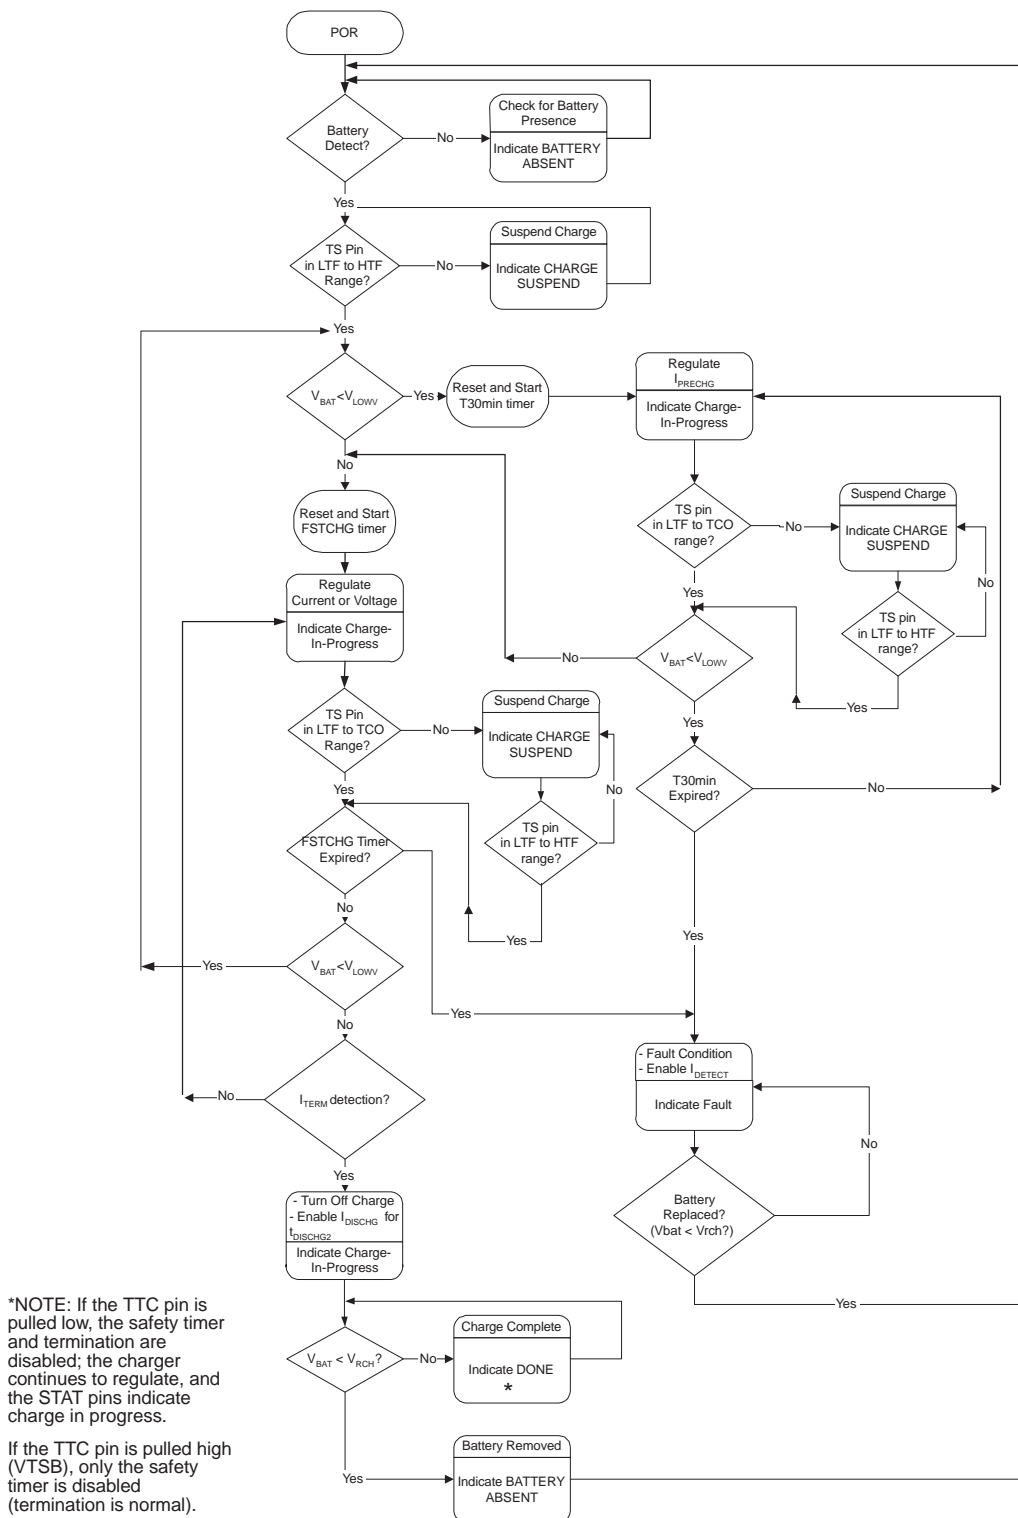 POR
Battery
Detect?
No
Check for Battery
Presence
Indicate BATTERY
ABSENT
Yes
TS Pin
in LTF to HTF
Range?
No
Suspend Charge
Indicate CHARGE
SUSPEND
Yes
VBAT<VLOWV
Yes
Reset and Start
T30min timer
Regulate
IPRECHG
Indicate Charge-
In-Progress
No
Reset and Start
FSTCHG timer
TS pin
in LTF to TCO
range?
No
Suspend Charge
Indicate CHARGE
SUSPEND
No
TS pin
in LTF to HTF
range?
Yes
Yes
Regulate
Current or Voltage
Indicate Charge-
In-Progress
VBAT<VLOWV
No
Yes
TS Pin
in LTF to TCO
Range?
No
Suspend Charge
Indicate CHARGE
SUSPEND
No
TS pin
in LTF to HTF
range?
Yes
T30min
Expired?
No
Yes
Yes
FSTCHG Timer
Expired?
No
Yes
VBAT<VLOWV
Yes
No
- Fault Condition
- Enable IDETECT
Indicate Fault
No
ITERM detection?
No
Yes
Battery
Replaced?
(Vbat < Vrch?)
Yes
- Turn Off Charge
- Enable IDISCHG for
tDISCHG2
Indicate Charge-
In-Progress
VBAT < VRCH ?
No
Charge Complete
Indicate DONE
*
Yes
Battery Removed
Indicate BATTERY
ABSENT
*NOTE: If the TTC pin is
pulled low, the safety timer
and termination are
disabled; the charger
continues to regulate, and
the STAT pins indicate
charge in progress.
If the TTC pin is pulled high
(VTSB), only the safety
timer is disabled
(termination is normal).